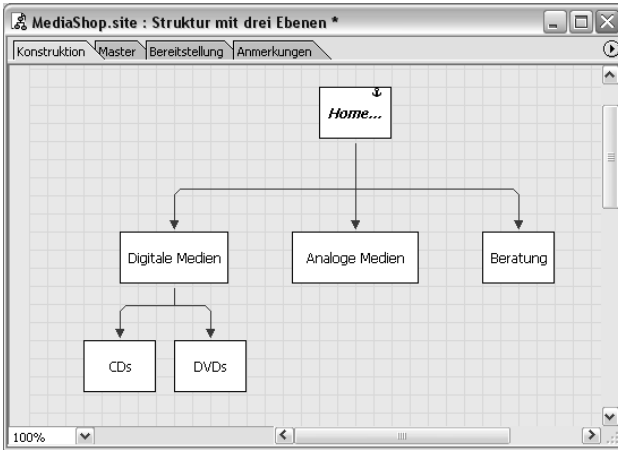 MediaShop.site : Struktur mit drei Ebenen *
Konstruktion Master Bereitstellung Anmerkungen
Home...
Digitale Medien Analoge Medien Beratung
CDs DVDs
100%